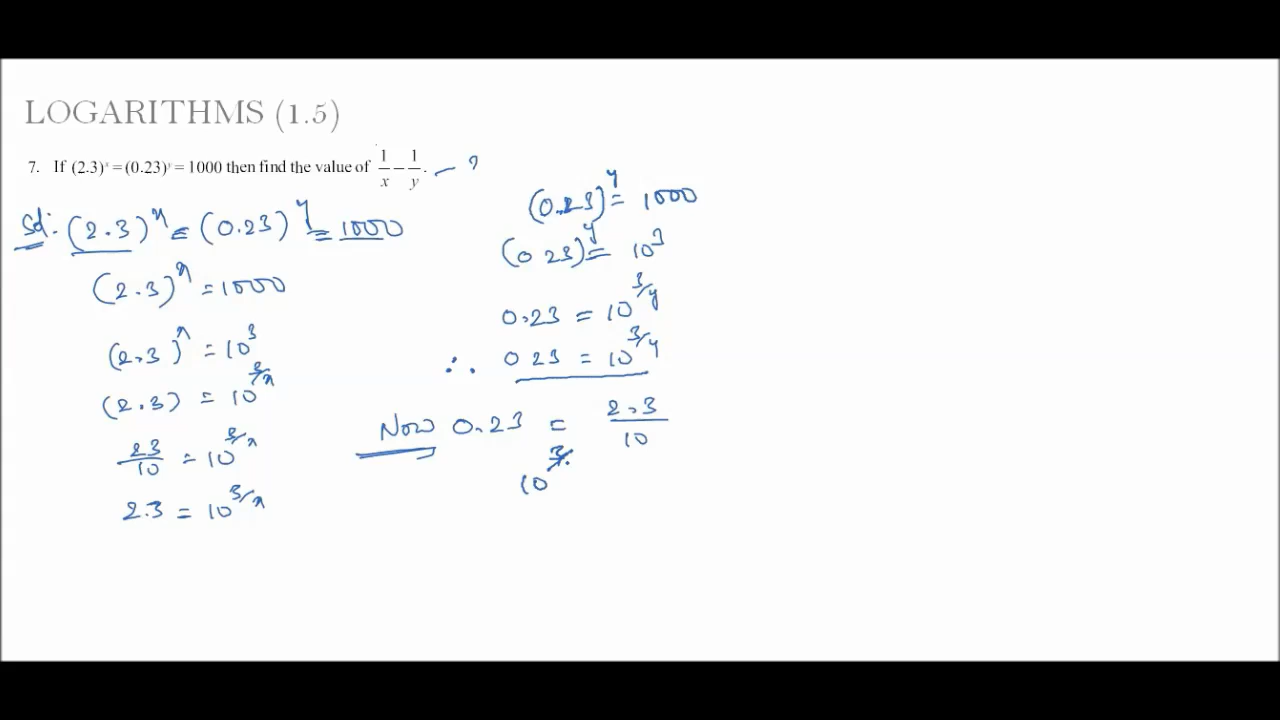 LOGARITHMS (1.5)
7. If (2.3)ˣ = (0.23)ʸ = 1000 then find the value of 1/x − 1/y. — ?
Sol: (2.3)ˣ = (0.23)ʸ = 1000
(2.3)ˣ = 1000
(2.3)ˣ = 10³
(2.3) = 10^(3/x)
23/10 = 10^(3/x)
2.3 = 10^(3/x)
(0.23)ʸ = 1000
(0 23)ʸ = 10³
0.23 = 10^(3/y)
∴ 0 23 = 10^(3/y)
Now 0.23 = 2.3/10
10^(3/